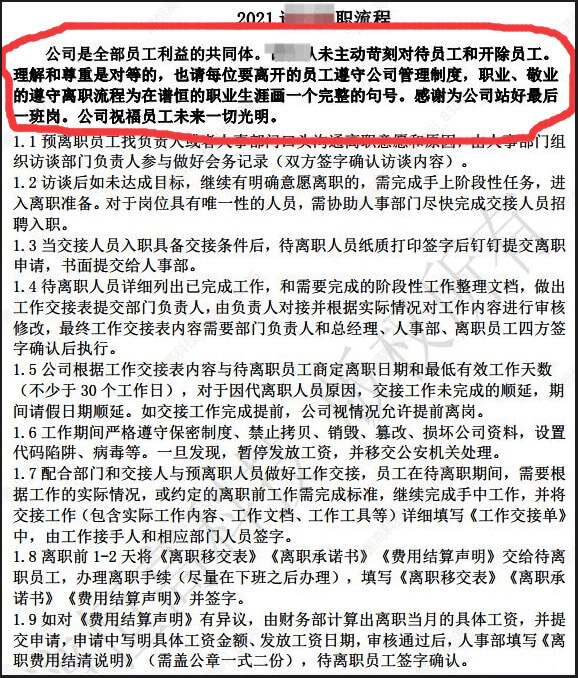 2021 职流程
公司是全部员工利益的共同体。 从未主动苛刻对待员工和开除员工。
理解和尊重是对等的，也请每位要离开的员工遵守公司管理制度，职业、敬业
的遵守离职流程为在谱恒的职业生涯画一个完整的句号。感谢为公司站好最后
一班岗。公司祝福员工未来一切光明。
1.1 预离职人员找负责人或者人事部门口头沟通离职意愿和原因，由人事部门组
织访谈部门负责人参与做好会务记录（双方签字确认访谈内容）。
1.2 访谈后如未达成目标，继续有明确意愿离职的，需完成手上阶段性任务，进
入离职准备。对于岗位具有唯一性的人员，需协助人事部门尽快完成交接人员招
聘入职。
1.3 当交接人员入职具备交接条件后，待离职人员纸质打印签字后钉钉提交离职
申请，书面提交给人事部。
1.4 待离职人员详细列出已完成工作，和需要完成的阶段性工作整理文档，做出
工作交接表提交部门负责人，由负责人对接并根据实际情况对工作内容进行审核
修改，最终工作交接表内容需要部门负责人和总经理、人事部、离职员工四方签
字确认后执行。
1.5 公司根据工作交接表内容与待离职员工商定离职日期和最低有效工作天数
（不少于 30 个工作日），对于因代离职人员原因，交接工作未完成的顺延，期
间请假日期顺延。如交接工作完成提前，公司视情况允许提前离岗。
1.6 工作期间严格遵守保密制度、禁止拷贝、销毁、篡改、损坏公司资料，设置
代码陷阱、病毒等。一旦发现，暂停发放工资，并移交公安机关处理。
1.7 配合部门和交接人与预离职人员做好工作交接，员工在待离职期间，需要根
据工作的实际情况，或约定的离职前工作需完成标准，继续完成手中工作，并将
交接工作（包含实际工作内容、工作文档、工作工具等）详细填写《工作交接单》
中，由工作接手人和相应部门人员签字。
1.8 离职前 1-2 天将《离职移交表》《离职承诺书》《费用结算声明》交给待离
职员工，办理离职手续（尽量在下班之后办理），填写《离职移交表》《离职承
诺书》《费用结算声明》并签字。
1.9 如对《费用结算声明》有异议，由财务部计算出离职当月的具体工资，并提
交申请，申请中写明具体工资金额、发放工资日期，审核通过后，人事部填写《离
职费用结清说明》（需盖公章一式二份），待离职员工签字确认。
版权所有